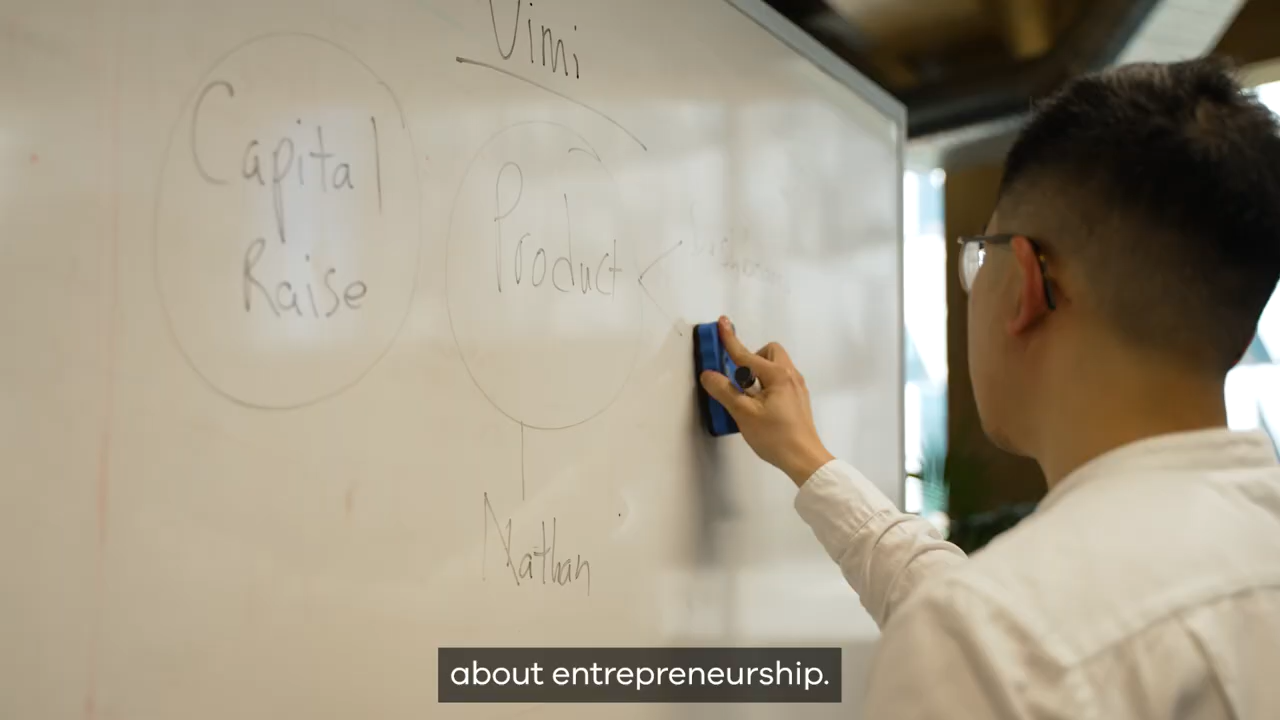 Vimi
Capital
Raise
Product
Nathan
about entrepreneurship.